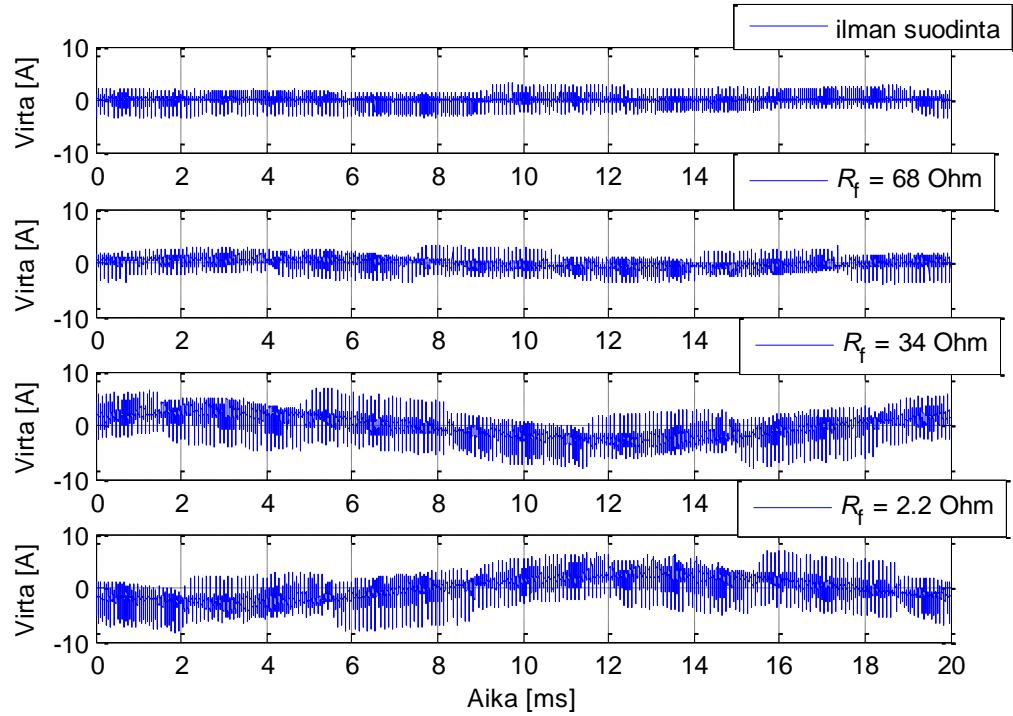 ilman suodinta
10
0
-10
Virta [A]
0 2 4 6 8 10 12 14
R_f = 68 Ohm
10
0
-10
Virta [A]
0 2 4 6 8 10 12 14
R_f = 34 Ohm
10
0
-10
Virta [A]
0 2 4 6 8 10 12 14
R_f = 2.2 Ohm
10
0
-10
Virta [A]
0 2 4 6 8 10 12 14 16 18 20
Aika [ms]